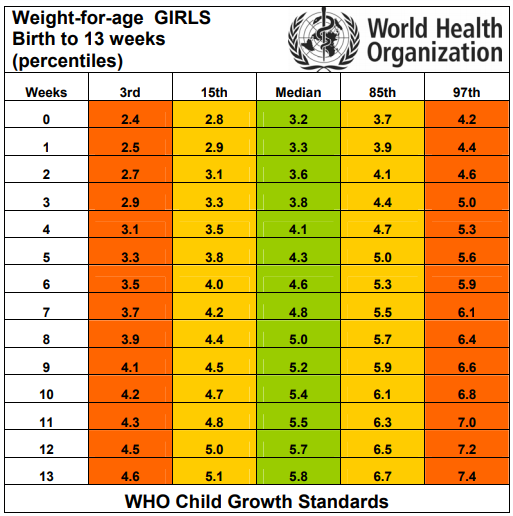 Weight-for-age GIRLS
Birth to 13 weeks
(percentiles)
World Health
Organization
Weeks 3rd 15th Median 85th 97th
0 2.4 2.8 3.2 3.7 4.2
1 2.5 2.9 3.3 3.9 4.4
2 2.7 3.1 3.6 4.1 4.6
3 2.9 3.3 3.8 4.4 5.0
4 3.1 3.5 4.1 4.7 5.3
5 3.3 3.8 4.3 5.0 5.6
6 3.5 4.0 4.6 5.3 5.9
7 3.7 4.2 4.8 5.5 6.1
8 3.9 4.4 5.0 5.7 6.4
9 4.1 4.5 5.2 5.9 6.6
10 4.2 4.7 5.4 6.1 6.8
11 4.3 4.8 5.5 6.3 7.0
12 4.5 5.0 5.7 6.5 7.2
13 4.6 5.1 5.8 6.7 7.4
WHO Child Growth Standards